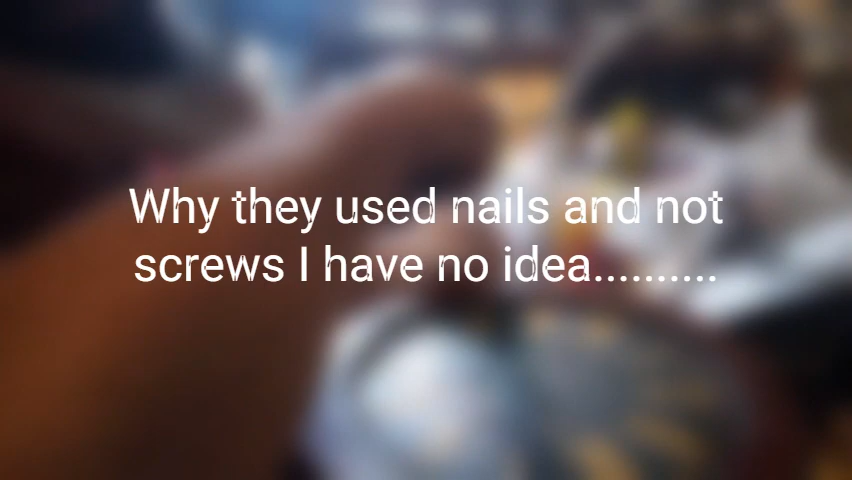 Why they used nails and not
screws I have no idea..........